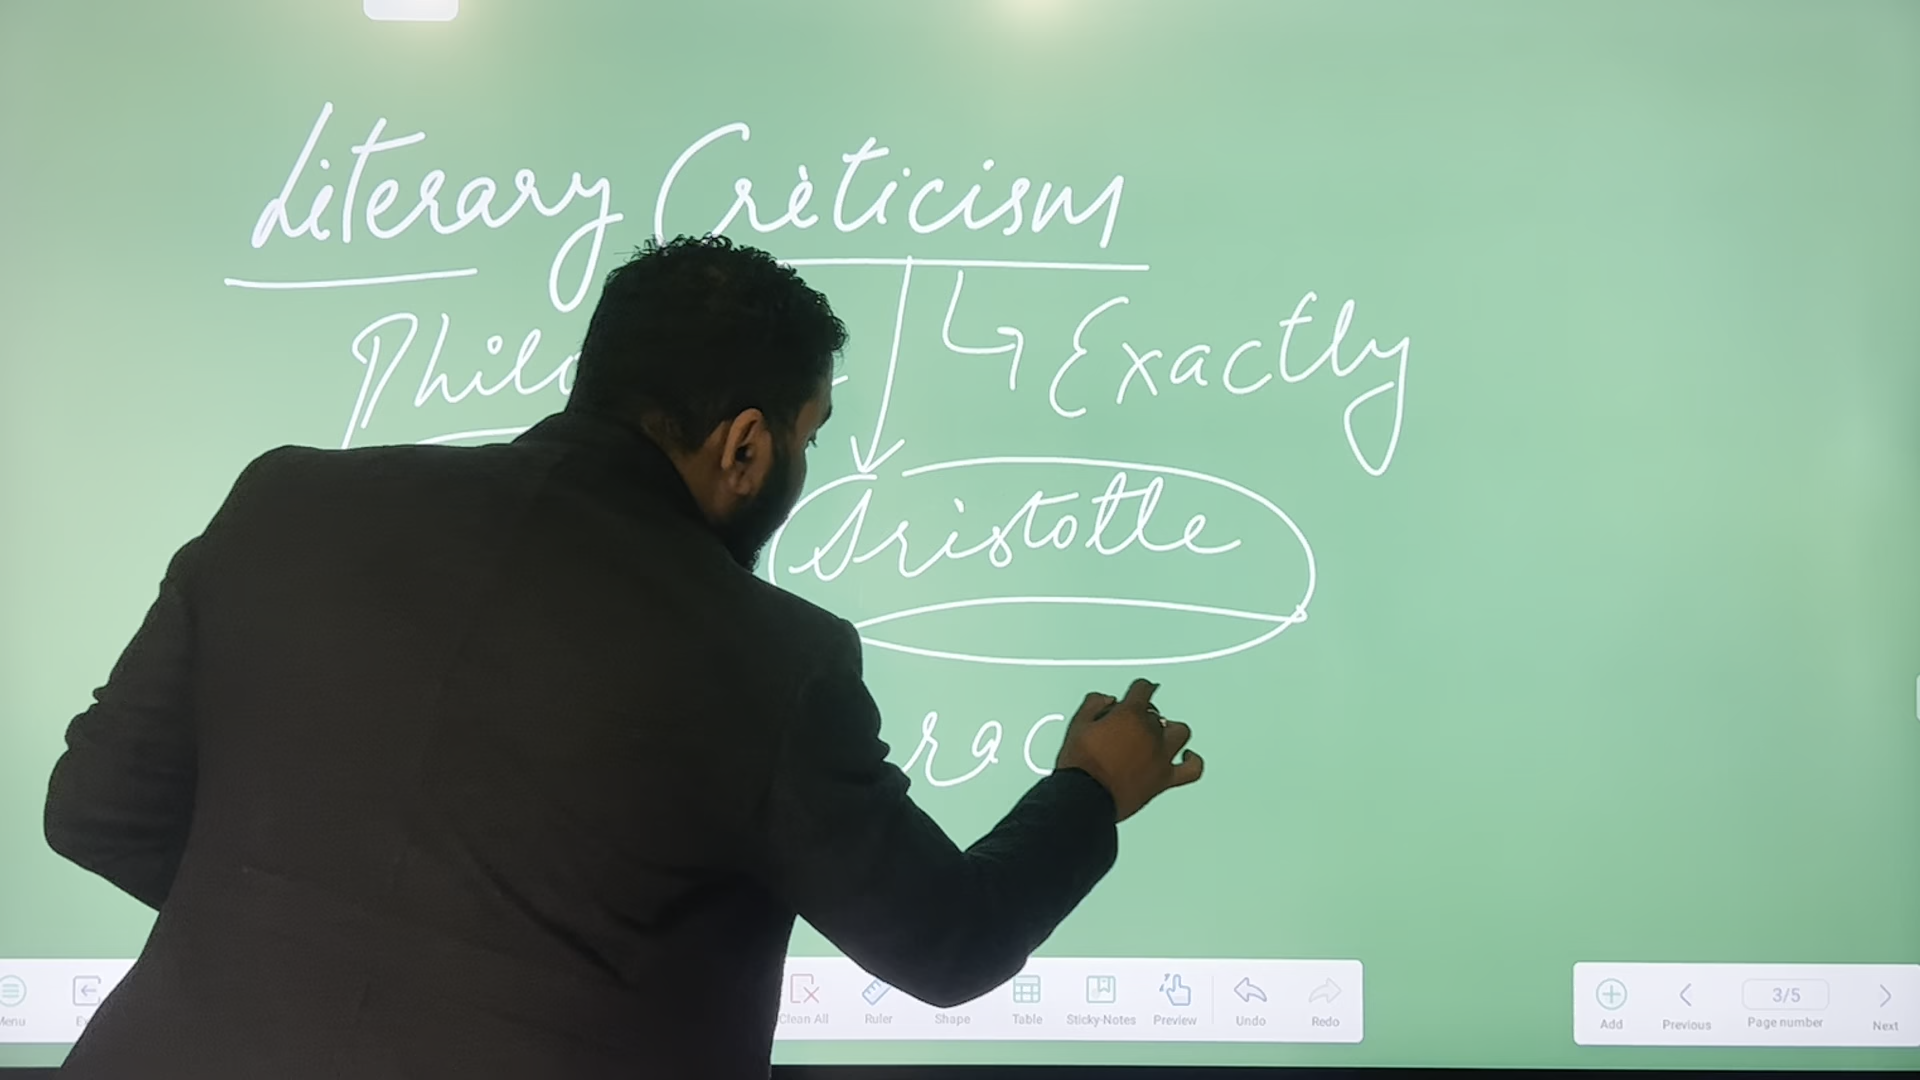 Literary Criticism
Exactly
Aristotle
Menu
Clean All
Ruler
Shape
Table
Sticky-Notes
Preview
Undo
Redo
Add
Previous
3/5
Page number
Next